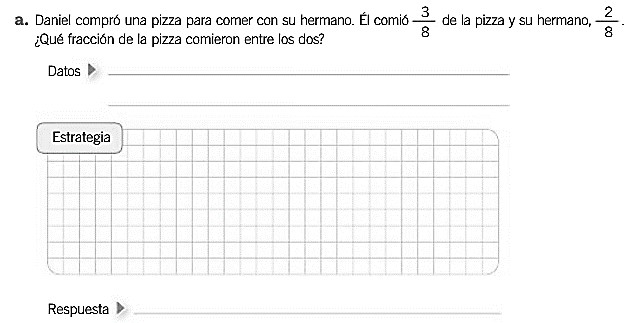 a. Daniel compró una pizza para comer con su hermano. Él comió 3/8 de la pizza y su hermano, 2/8.
¿Qué fracción de la pizza comieron entre los dos?
Datos ▶
Estrategia
Respuesta ▶